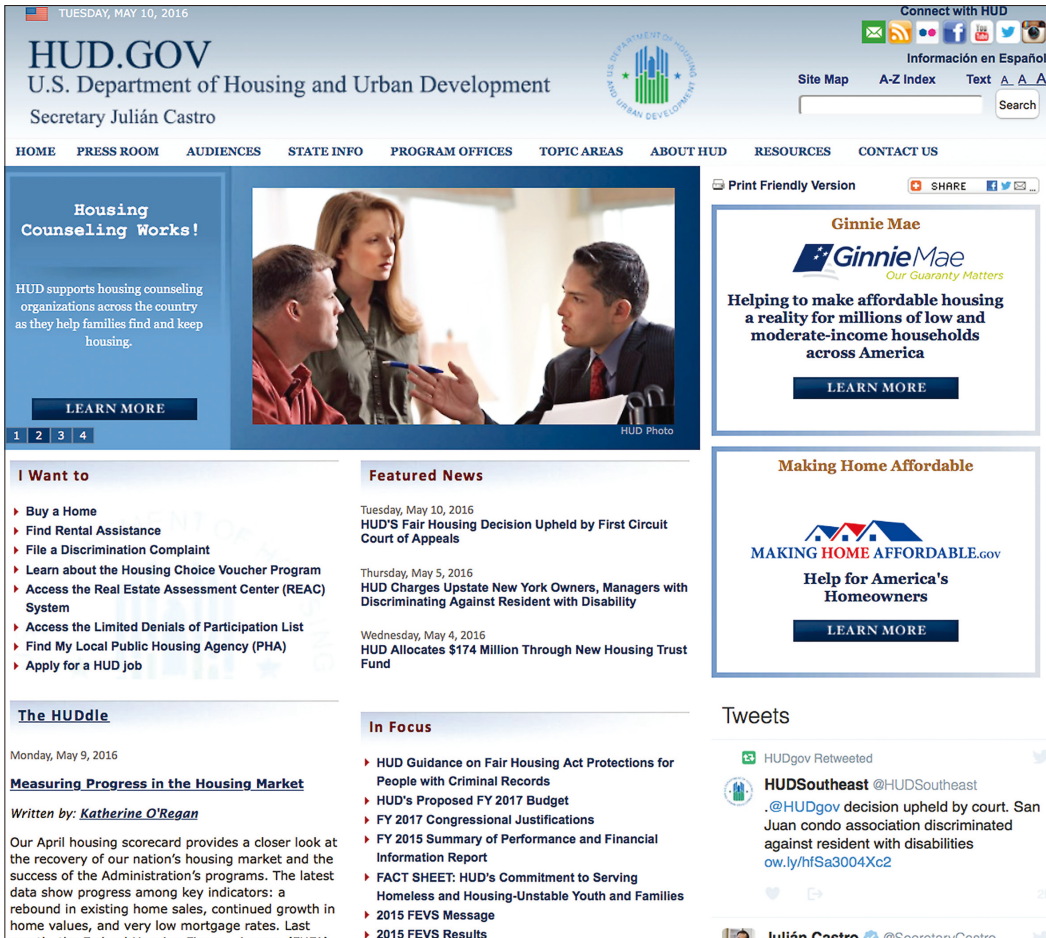 TUESDAY, MAY 10, 2016
Connect with HUD
HUD.GOV
U.S. Department of Housing and Urban Development
Secretary Julián Castro
U.S. DEPARTMENT OF HOUSING AND URBAN DEVELOPMENT
Información en Español
Site Map A-Z Index Text A A A
Search
HOME PRESS ROOM AUDIENCES STATE INFO PROGRAM OFFICES TOPIC AREAS ABOUT HUD RESOURCES CONTACT US
Housing
Counseling Works!
HUD supports housing counseling
organizations across the country
as they help families find and keep
housing.
LEARN MORE
1 2 3 4
HUD Photo
Print Friendly Version
SHARE ...
Ginnie Mae
GinnieMae
Our Guaranty Matters
Helping to make affordable housing
a reality for millions of low and
moderate-income households
across America
LEARN MORE
Making Home Affordable
MAKING HOME AFFORDABLE.GOV
Help for America's
Homeowners
LEARN MORE
I Want to
Buy a Home
Find Rental Assistance
File a Discrimination Complaint
Learn about the Housing Choice Voucher Program
Access the Real Estate Assessment Center (REAC)
System
Access the Limited Denials of Participation List
Find My Local Public Housing Agency (PHA)
Apply for a HUD job
Featured News
Tuesday, May 10, 2016
HUD'S Fair Housing Decision Upheld by First Circuit
Court of Appeals
Thursday, May 5, 2016
HUD Charges Upstate New York Owners, Managers with
Discriminating Against Resident with Disability
Wednesday, May 4, 2016
HUD Allocates $174 Million Through New Housing Trust
Fund
The HUDdle
Monday, May 9, 2016
Measuring Progress in the Housing Market
Written by: Katherine O'Regan
Our April housing scorecard provides a closer look at
the recovery of our nation's housing market and the
success of the Administration's programs. The latest
data show progress among key indicators: a
rebound in existing home sales, continued growth in
home values, and very low mortgage rates. Last
In Focus
HUD Guidance on Fair Housing Act Protections for
People with Criminal Records
HUD's Proposed FY 2017 Budget
FY 2017 Congressional Justifications
FY 2015 Summary of Performance and Financial
Information Report
FACT SHEET: HUD's Commitment to Serving
Homeless and Housing-Unstable Youth and Families
2015 FEVS Message
2015 FEVS Results
Tweets
HUDgov Retweeted
HUDSoutheast @HUDSoutheast
.@HUDgov decision upheld by court. San
Juan condo association discriminated
against resident with disabilities
ow.ly/hfSa3004Xc2
Julián Castro @SecretaryCastro